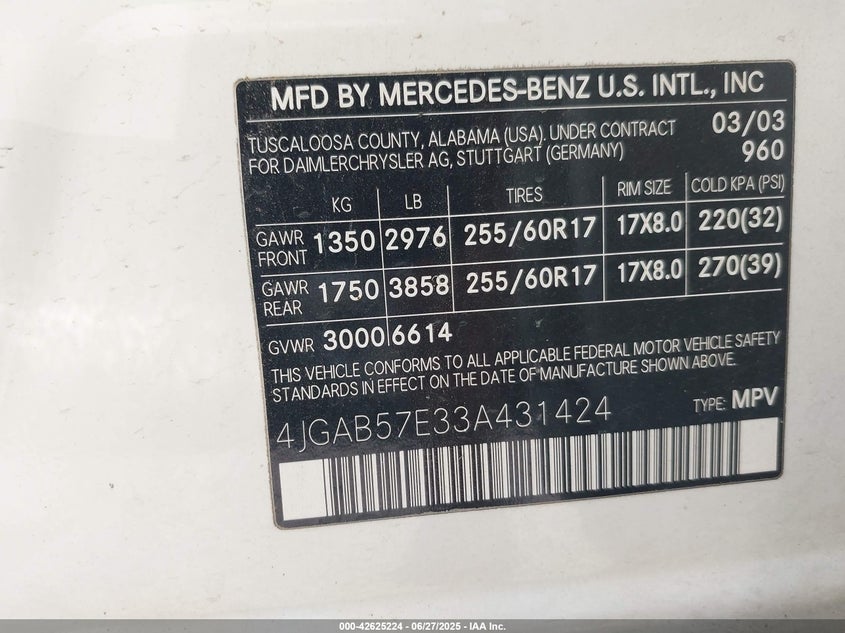 MFD BY MERCEDES-BENZ U.S. INTL., INC
TUSCALOOSA COUNTY, ALABAMA (USA). UNDER CONTRACT 03/03
FOR DAIMLERCHRYSLER AG, STUTTGART (GERMANY) 960
KG LB TIRES RIM SIZE COLD KPA (PSI)
GAWR FRONT 1350 2976 255/60R17 17X8.0 220(32)
GAWR REAR 1750 3858 255/60R17 17X8.0 270(39)
GVWR 3000 6614
THIS VEHICLE CONFORMS TO ALL APPLICABLE FEDERAL MOTOR VEHICLE SAFETY
STANDARDS IN EFFECT ON THE DATE OF MANUFACTURE SHOWN ABOVE.
4JGAB57E33A431424 TYPE: MPV
000-42625224 | 06/27/2025 - IAA Inc.